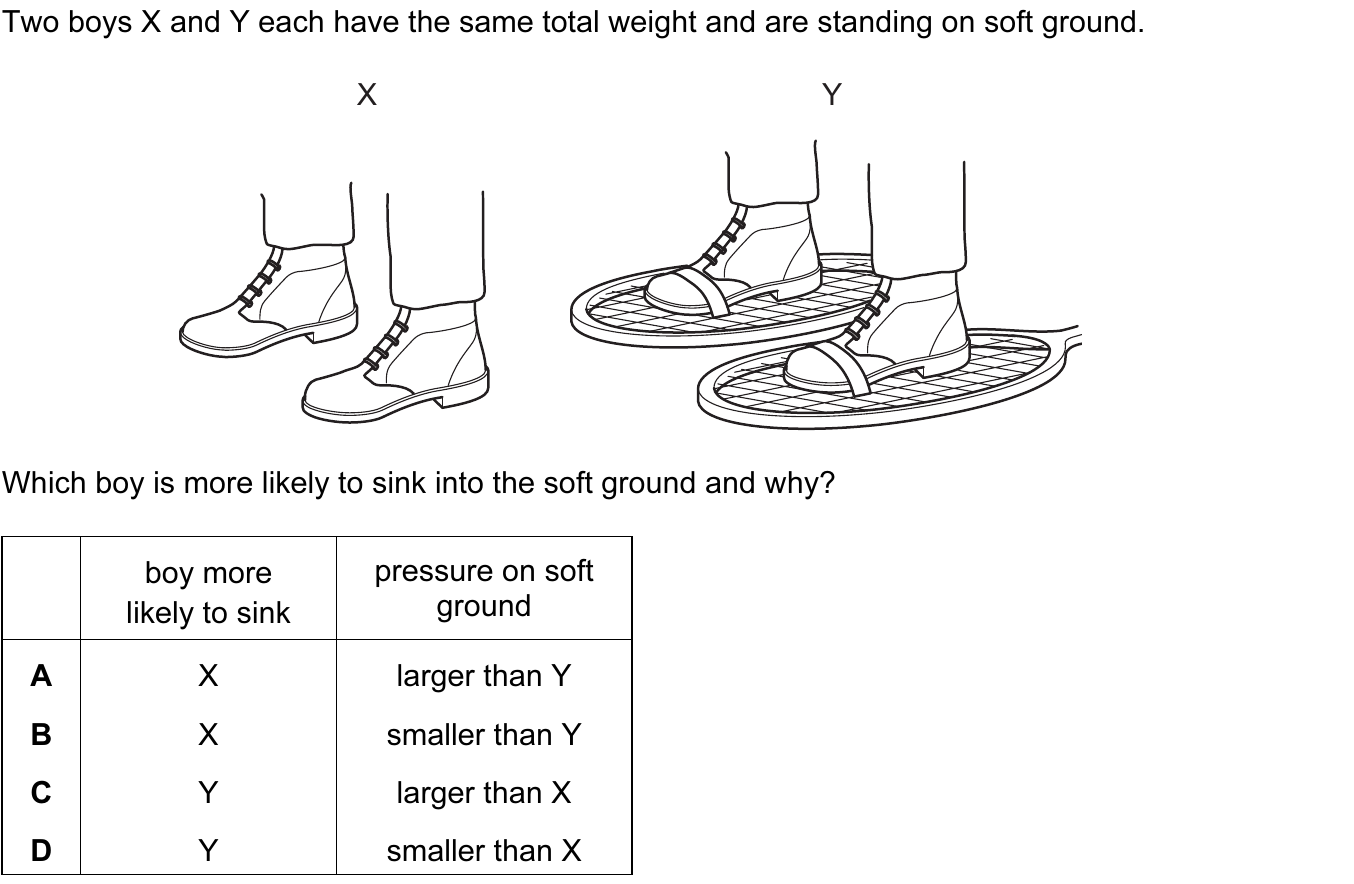 Two boys X and Y each have the same total weight and are standing on soft ground.
X Y
Which boy is more likely to sink into the soft ground and why?
boy more likely to sink pressure on soft ground
A X larger than Y
B X smaller than Y
C Y larger than X
D Y smaller than X